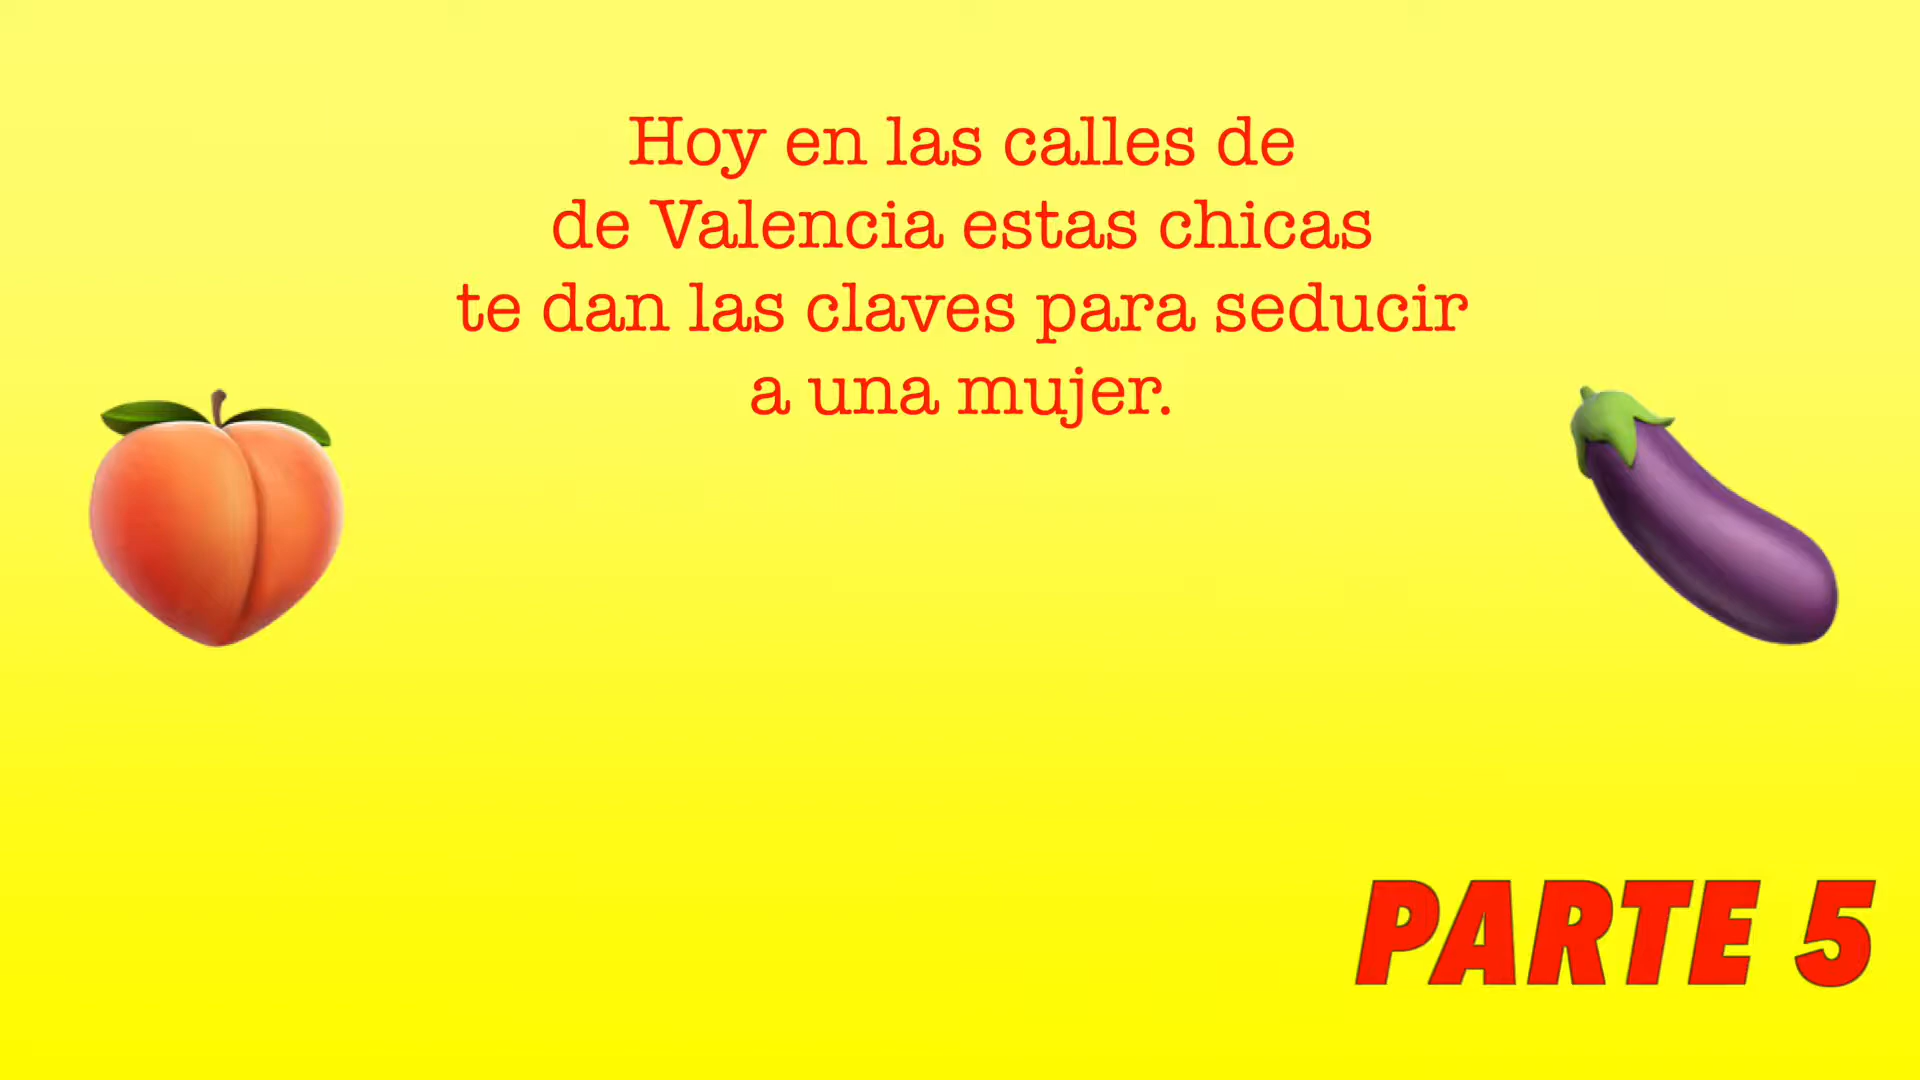 Hoy en las calles de
de Valencia estas chicas
te dan las claves para seducir
a una mujer.
PARTE 5